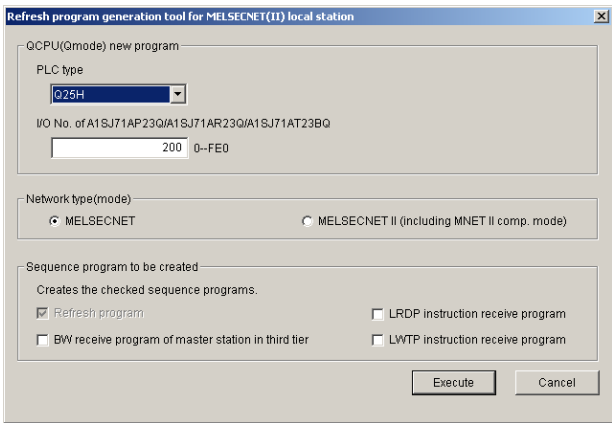 Refresh program generation tool for MELSECNET(II) local station
QCPU(Qmode) new program
PLC type
Q25H
I/O No. of A1SJ71AP23Q/A1SJ71AR23Q/A1SJ71AT23BQ
200 0--FE0
Network type(mode)
MELSECNET MELSECNET II (including MNET II comp. mode)
Sequence program to be created
Creates the checked sequence programs.
Refresh program LRDP instruction receive program
BW receive program of master station in third tier LWTP instruction receive program
Execute Cancel